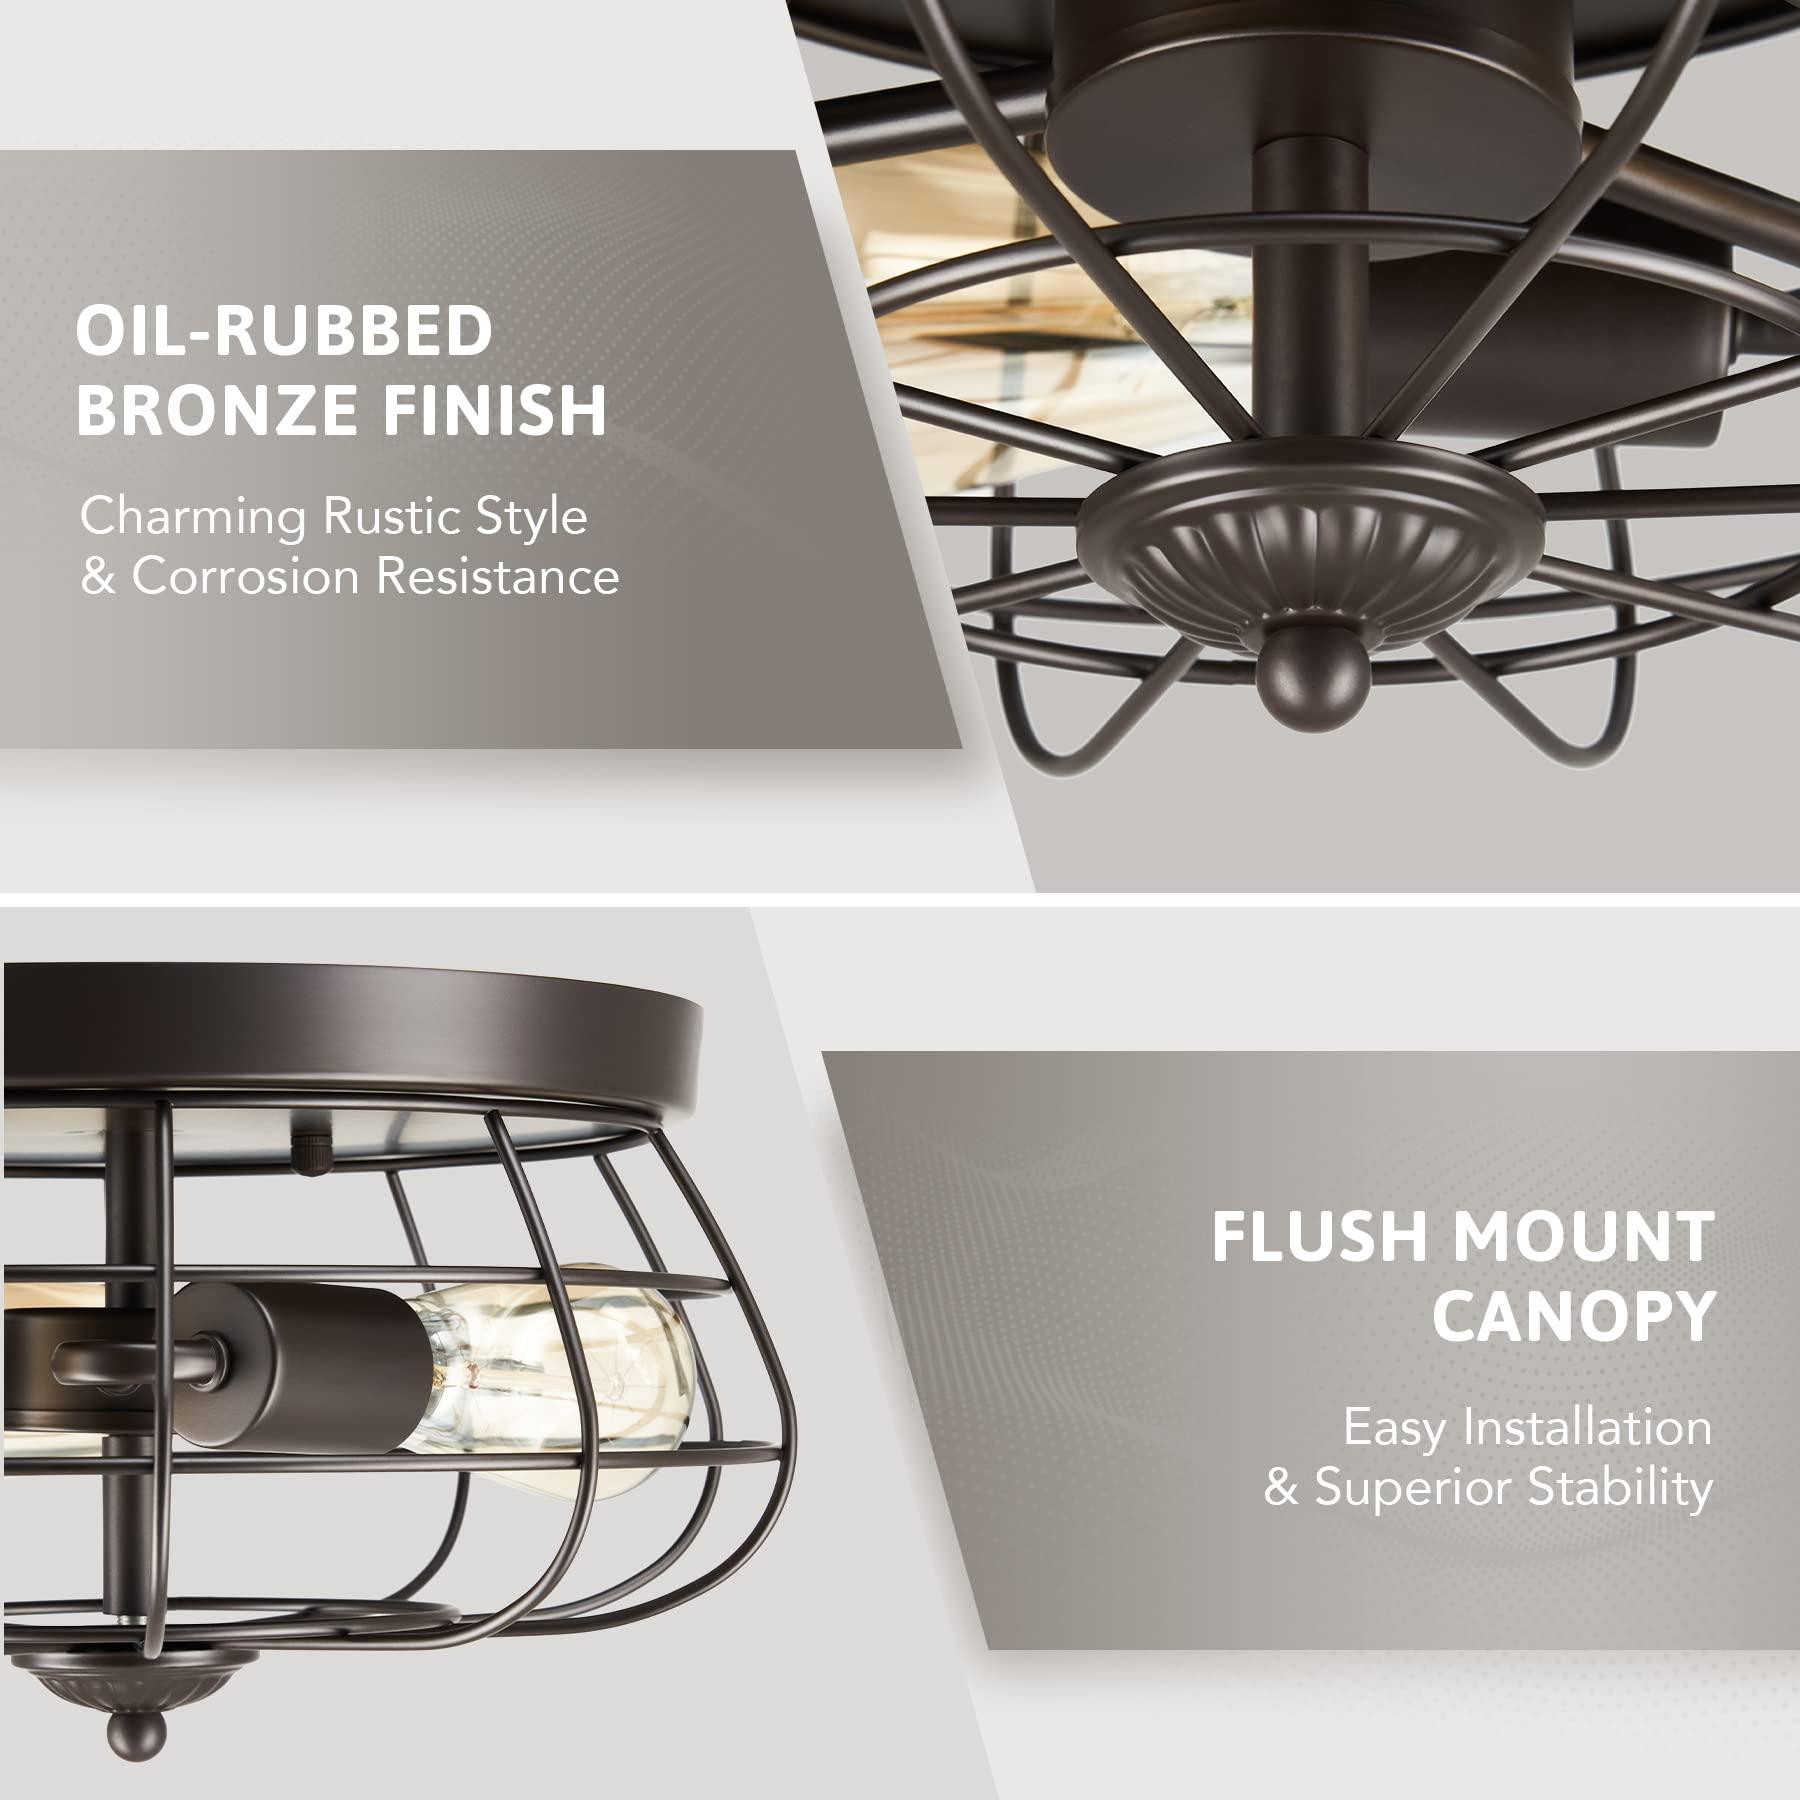 OIL-RUBBED
BRONZE FINISH
Charming Rustic Style
& Corrosion Resistance
FLUSH MOUNT
CANOPY
Easy Installation
& Superior Stability